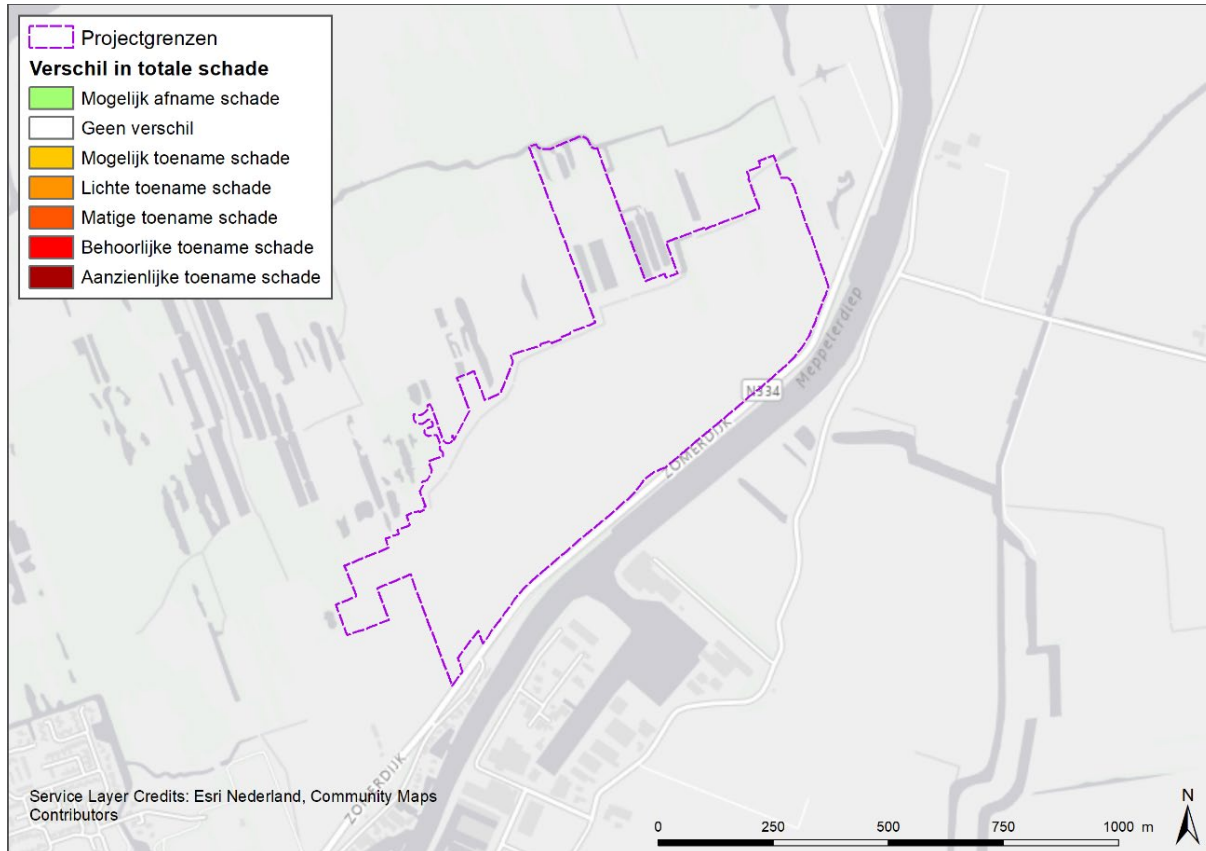 Projectgrenzen
Verschil in totale schade
Mogelijk afname schade
Geen verschil
Mogelijk toename schade
Lichte toename schade
Matige toename schade
Behoorlijke toename schade
Aanzienlijke toename schade
Meppelerdiep
N334
ZOMERDIJK
ZOMERDIJK
Service Layer Credits: Esri Nederland, Community Maps
Contributors
N
0 250 500 750 1000 m